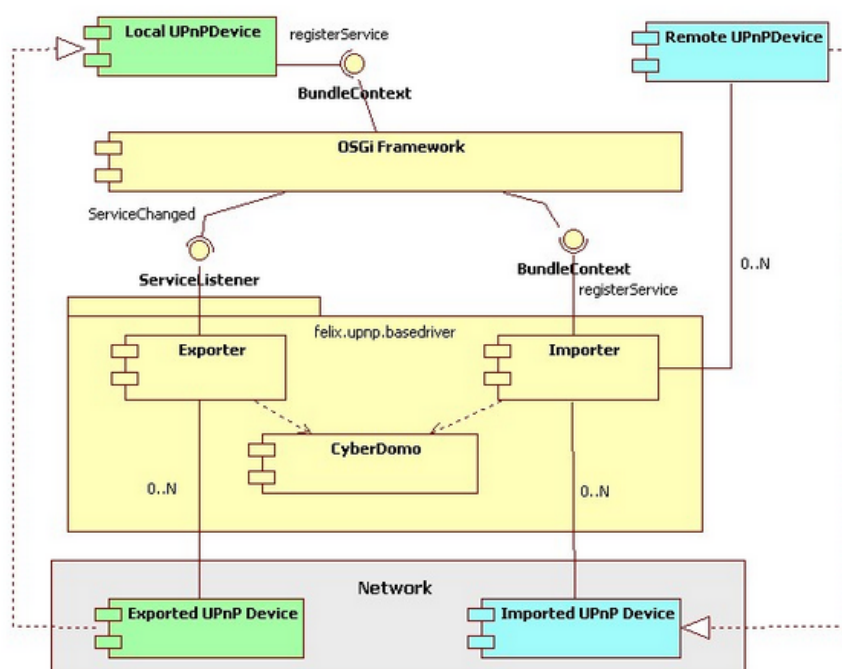 Local UPnPDevice
registerService
Remote UPnPDevice
BundleContext
OSGi Framework
ServiceChanged
BundleContext
0..N
ServiceListener
registerService
felix.upnp.basedriver
Exporter
Importer
CyberDomo
0..N
0..N
Network
Exported UPnP Device
Imported UPnP Device